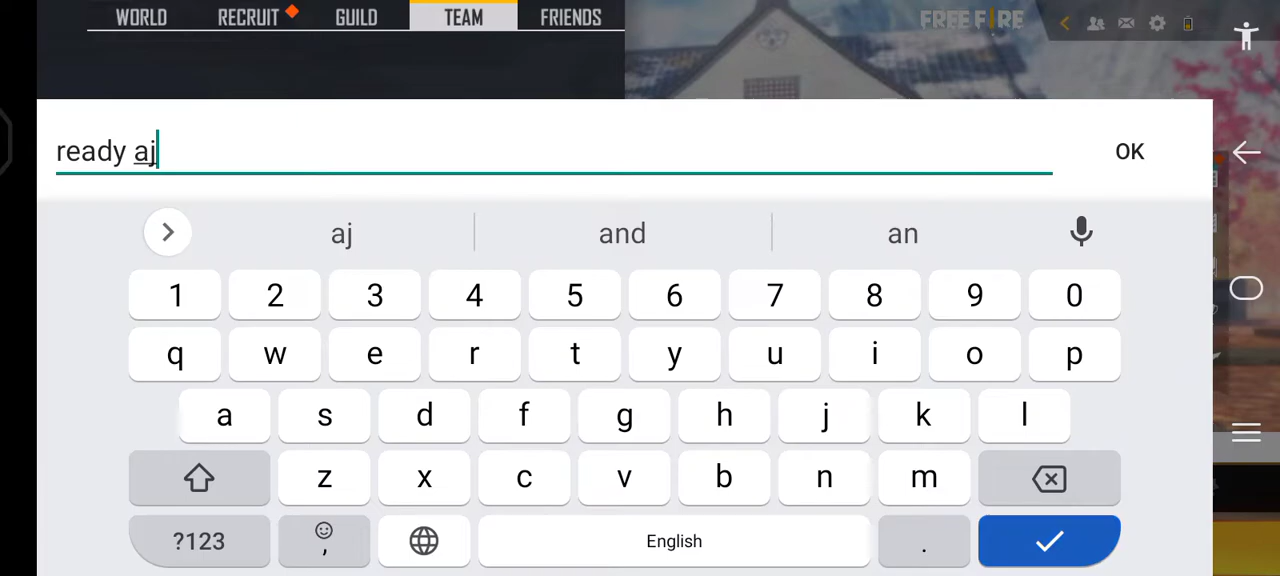 WORLD RECRUIT GUILD TEAM FRIENDS FREE FIRE
ready aj OK
aj and an
1 2 3 4 5 6 7 8 9 0
q w e r t y u i o p
a s d f g h j k l
z x c v b n m
?123 , English .